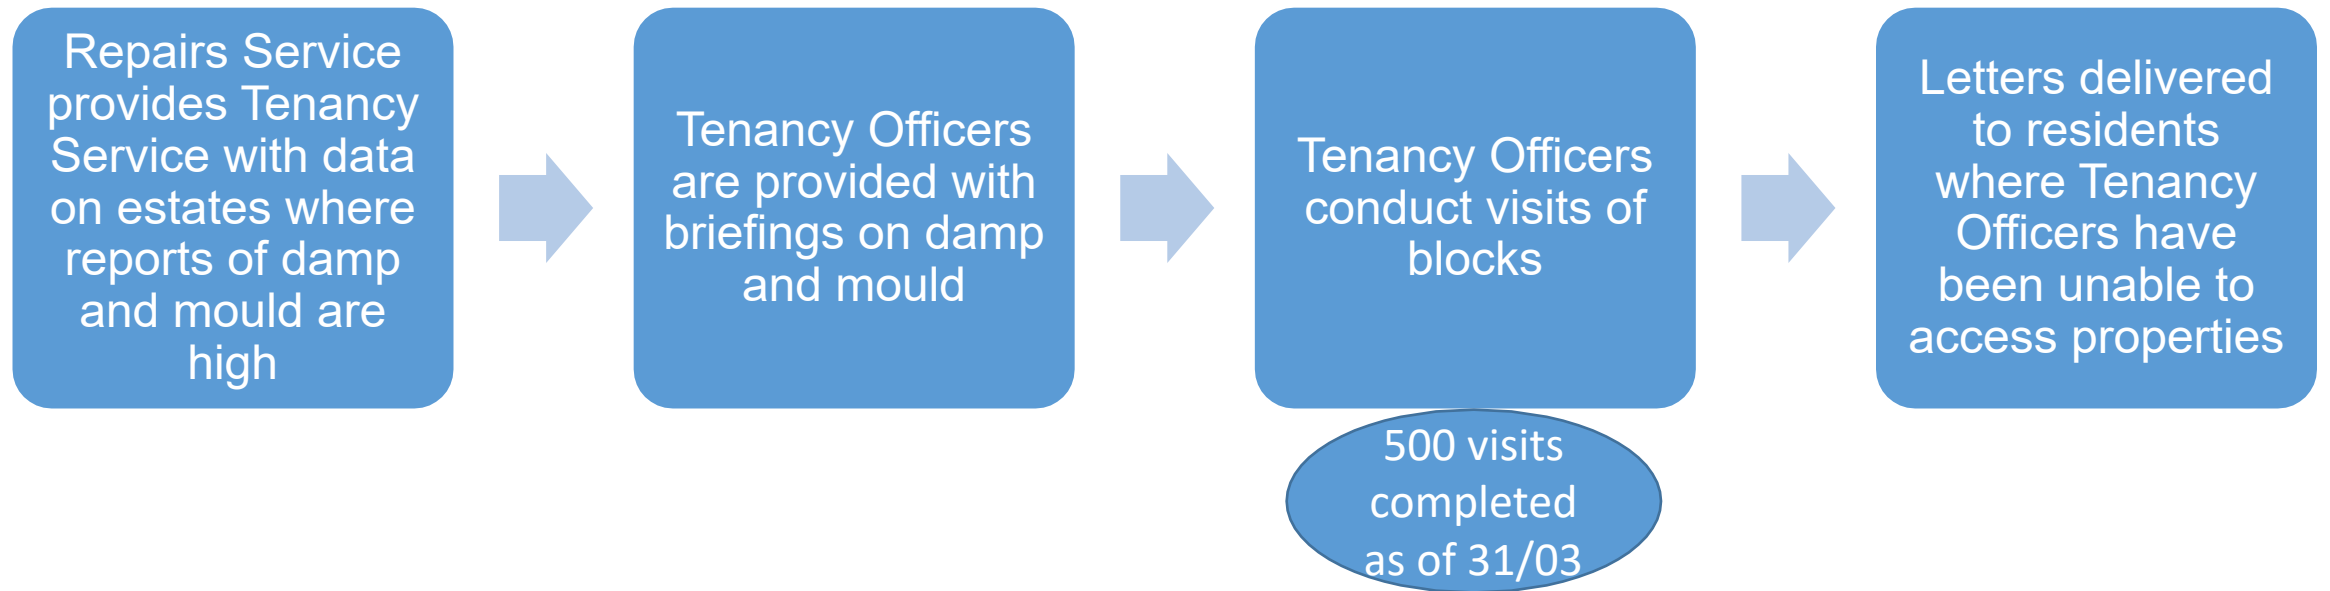 Repairs Service
provides Tenancy
Service with data
on estates where
reports of damp
and mould are
high
Tenancy Officers
are provided with
briefings on damp
and mould
Tenancy Officers
conduct visits of
blocks
500 visits
completed
as of 31/03
Letters delivered
to residents
where Tenancy
Officers have
been unable to
access properties